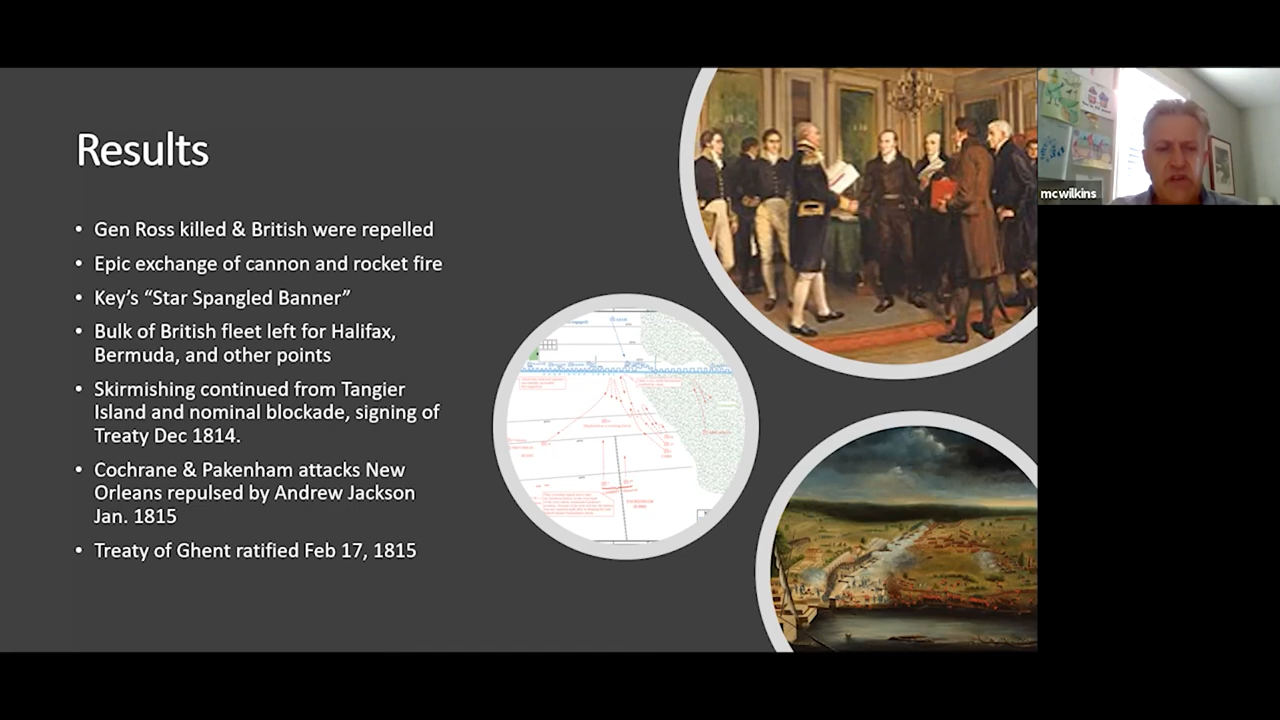 Results
• Gen Ross killed & British were repelled
• Epic exchange of cannon and rocket fire
• Key’s “Star Spangled Banner”
• Bulk of British fleet left for Halifax,
Bermuda, and other points
• Skirmishing continued from Tangier
Island and nominal blockade, signing of
Treaty Dec 1814.
• Cochrane & Pakenham attacks New
Orleans repulsed by Andrew Jackson
Jan. 1815
• Treaty of Ghent ratified Feb 17, 1815
mcwilkins